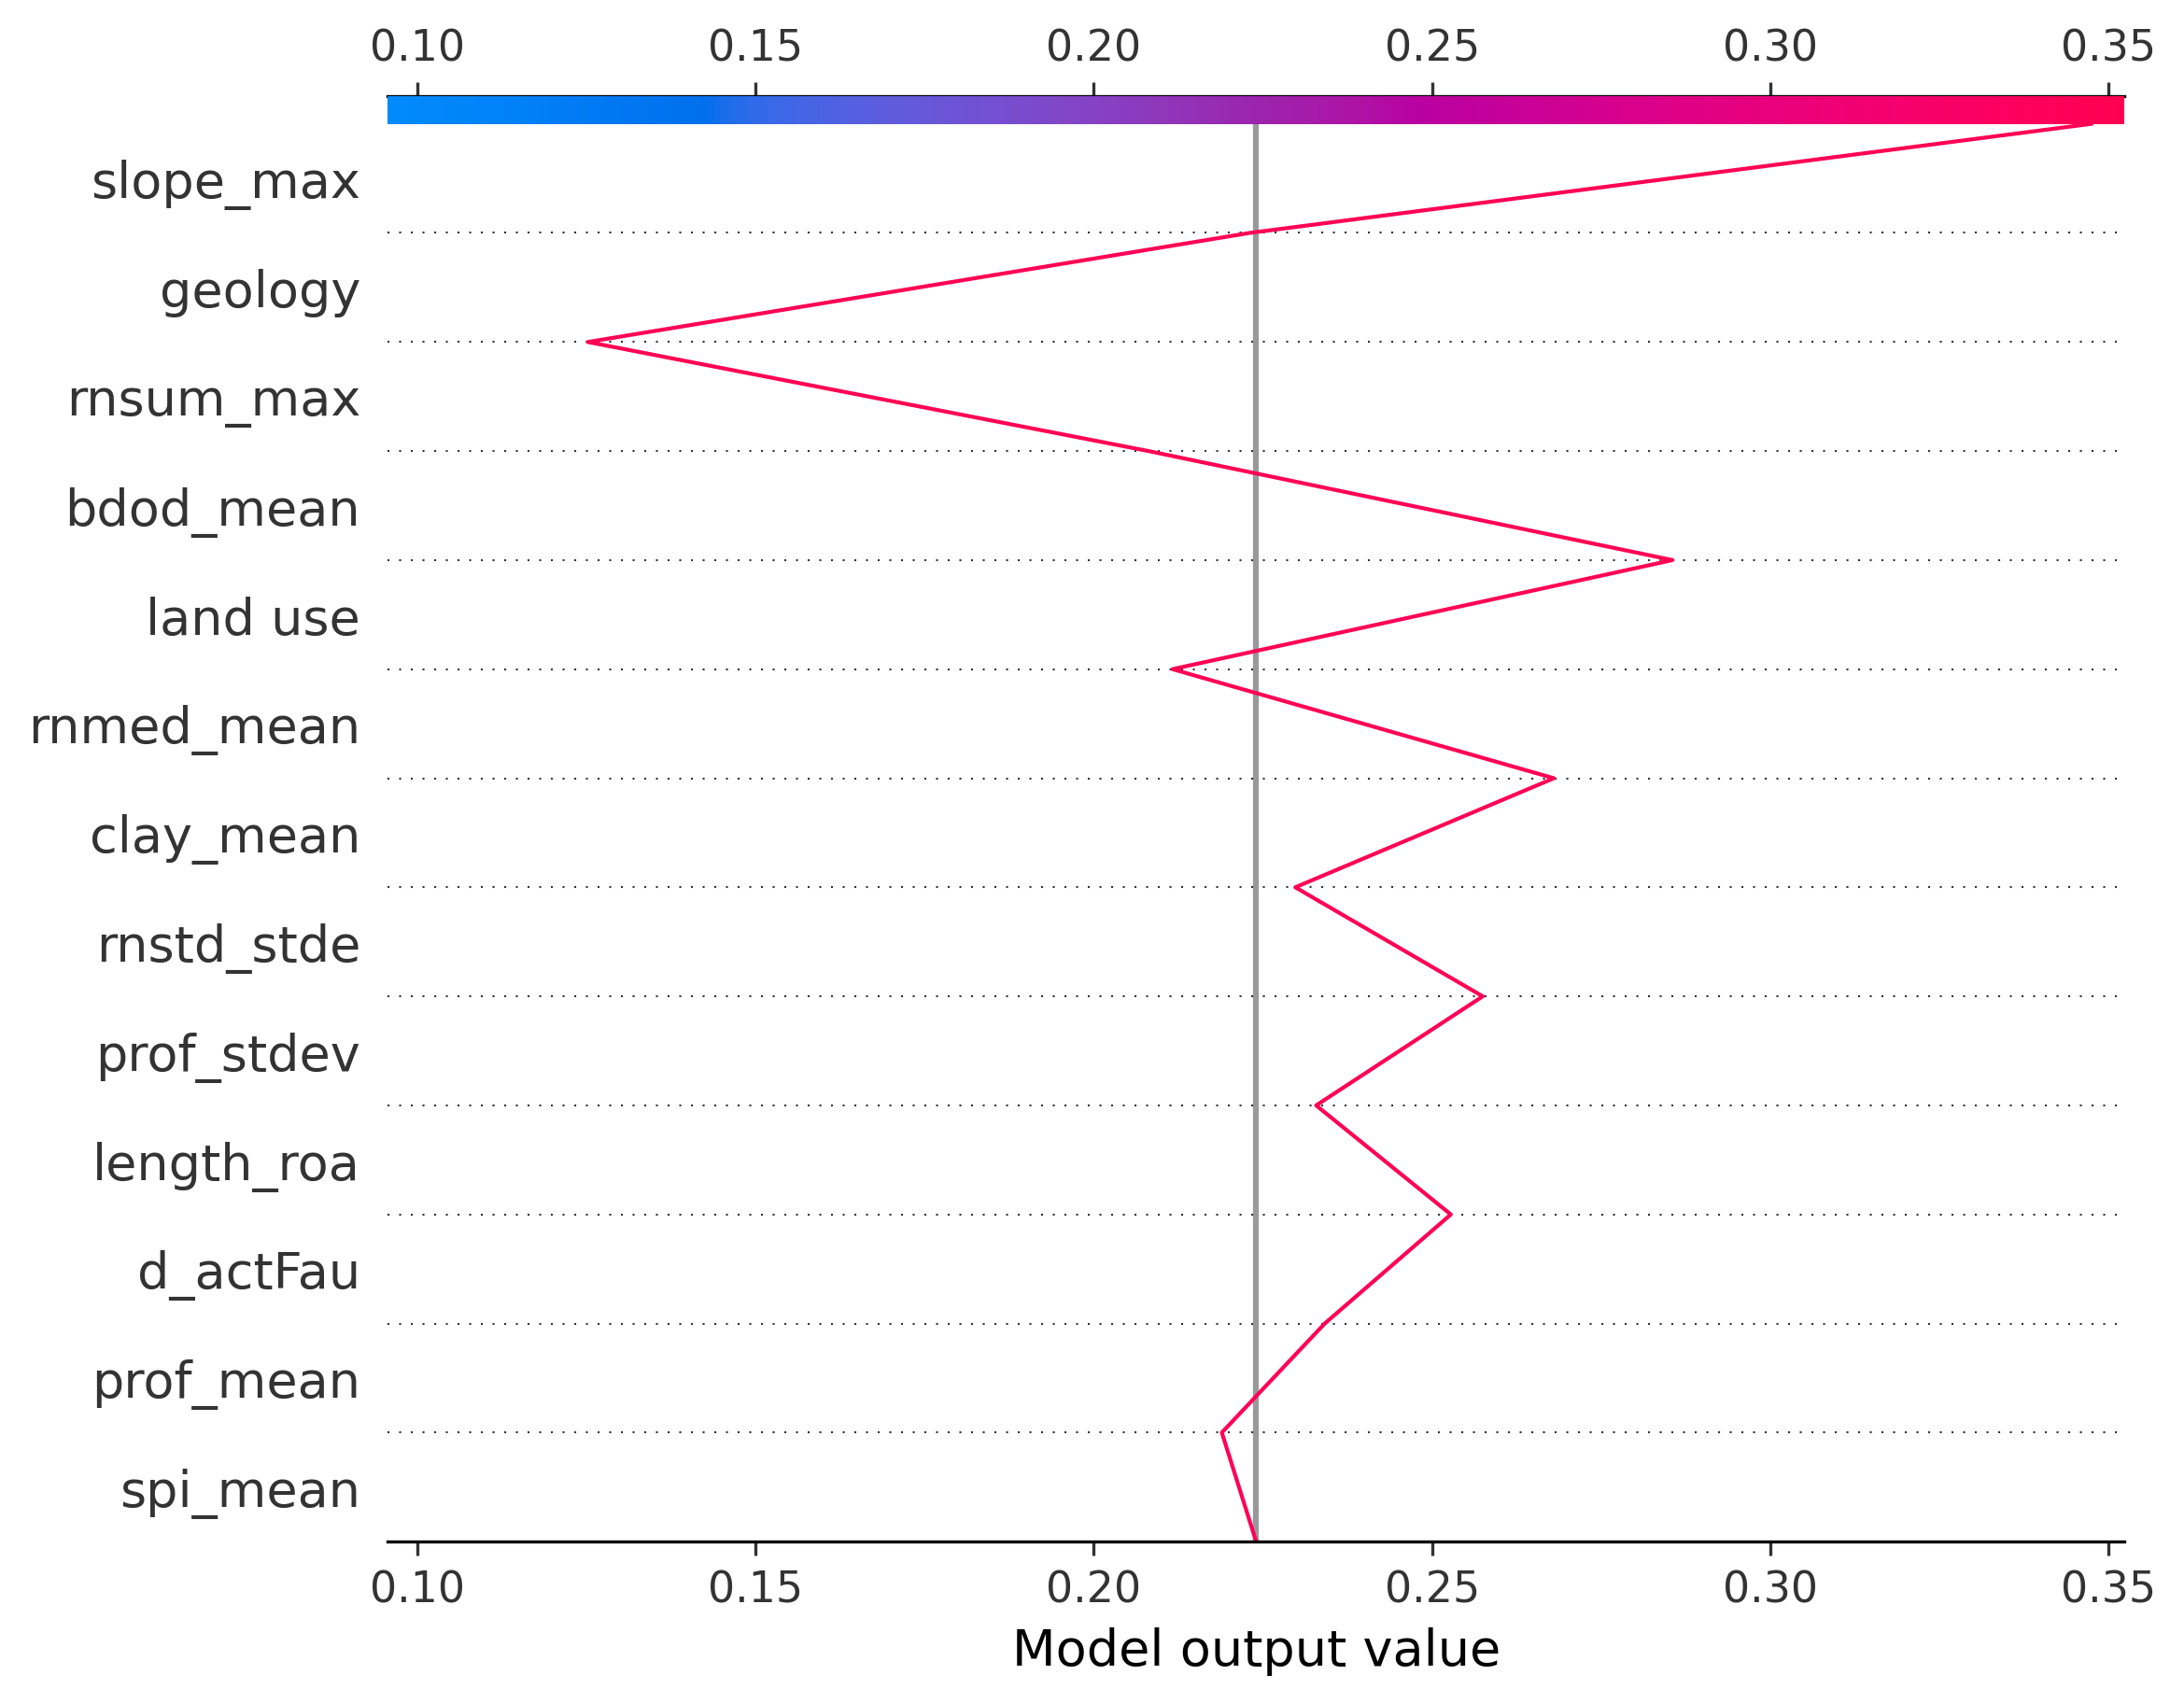 0.10 0.15 0.20 0.25 0.30 0.35
slope_max
geology
rnsum_max
bdod_mean
land use
rnmed_mean
clay_mean
rnstd_stde
prof_stdev
length_roa
d_actFau
prof_mean
spi_mean
0.10 0.15 0.20 0.25 0.30 0.35
Model output value